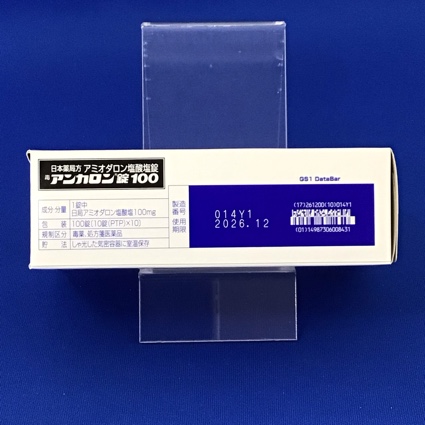 日本薬局方 アミオダロン塩酸塩錠
毒 アンカロン錠100
成分 分量 1錠中
日局アミオダロン塩酸塩100mg
包装 100錠[10錠(PTP)×10]
規制区分 毒薬、処方箋医薬品
貯法 しゃ光した気密容器に室温保存
製造番号 014Y1
使用期限 2026.12
GS1 DataBar
(17)261200(10)014Y1
(01)14987306008431